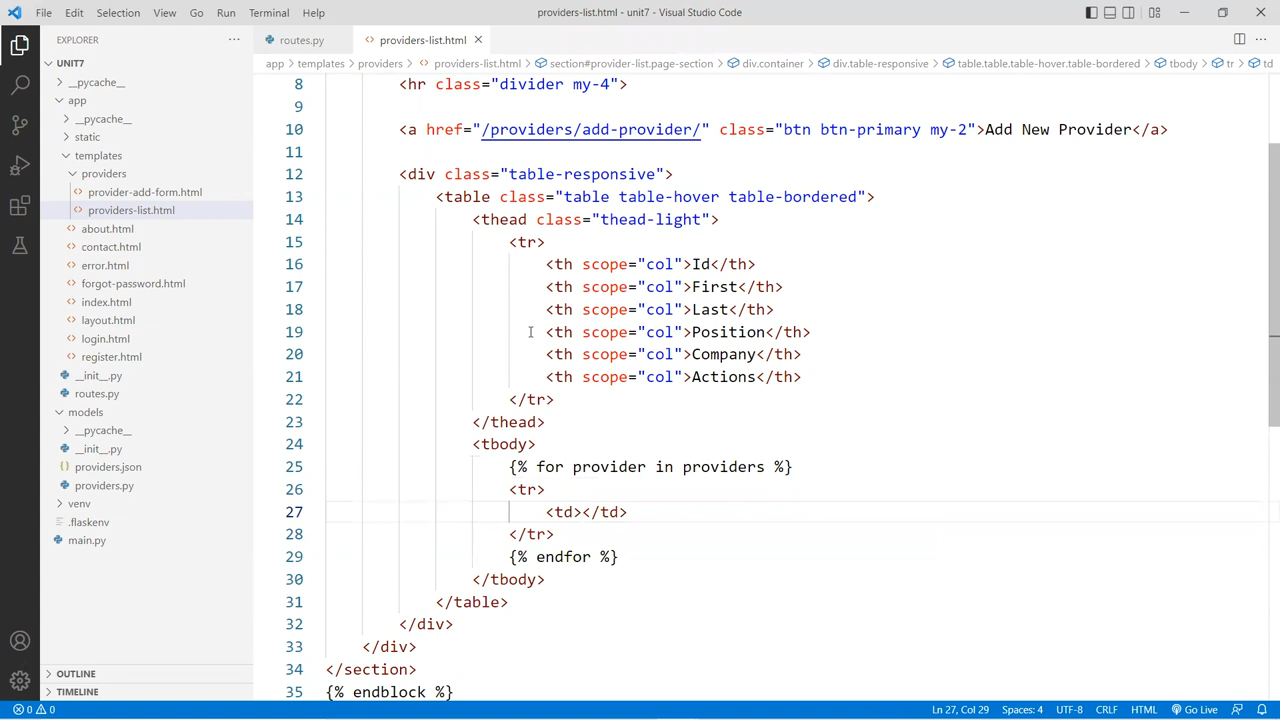 File Edit Selection View Go Run Terminal Help
providers-list.html - unit7 - Visual Studio Code
EXPLORER
UNIT7
__pycache__
app
__pycache__
static
templates
providers
provider-add-form.html
providers-list.html
about.html
contact.html
error.html
forgot-password.html
index.html
layout.html
login.html
register.html
__init__.py
routes.py
models
__pycache__
__init__.py
providers.json
providers.py
venv
.flaskenv
main.py
OUTLINE
TIMELINE
routes.py providers-list.html
app templates providers providers-list.html section#provider-list.page-section div.container div.table-responsive table.table.table-hover.table-bordered tbody tr td
8 <hr class="divider my-4">
9
10 <a href="/providers/add-provider/" class="btn btn-primary my-2">Add New Provider</a>
11
12 <div class="table-responsive">
13 <table class="table table-hover table-bordered">
14 <thead class="thead-light">
15 <tr>
16 <th scope="col">Id</th>
17 <th scope="col">First</th>
18 <th scope="col">Last</th>
19 <th scope="col">Position</th>
20 <th scope="col">Company</th>
21 <th scope="col">Actions</th>
22 </tr>
23 </thead>
24 <tbody>
25 {% for provider in providers %}
26 <tr>
27 <td></td>
28 </tr>
29 {% endfor %}
30 </tbody>
31 </table>
32 </div>
33 </div>
34 </section>
35 {% endblock %}
0 0 Ln 27, Col 29 Spaces: 4 UTF-8 CRLF HTML Go Live